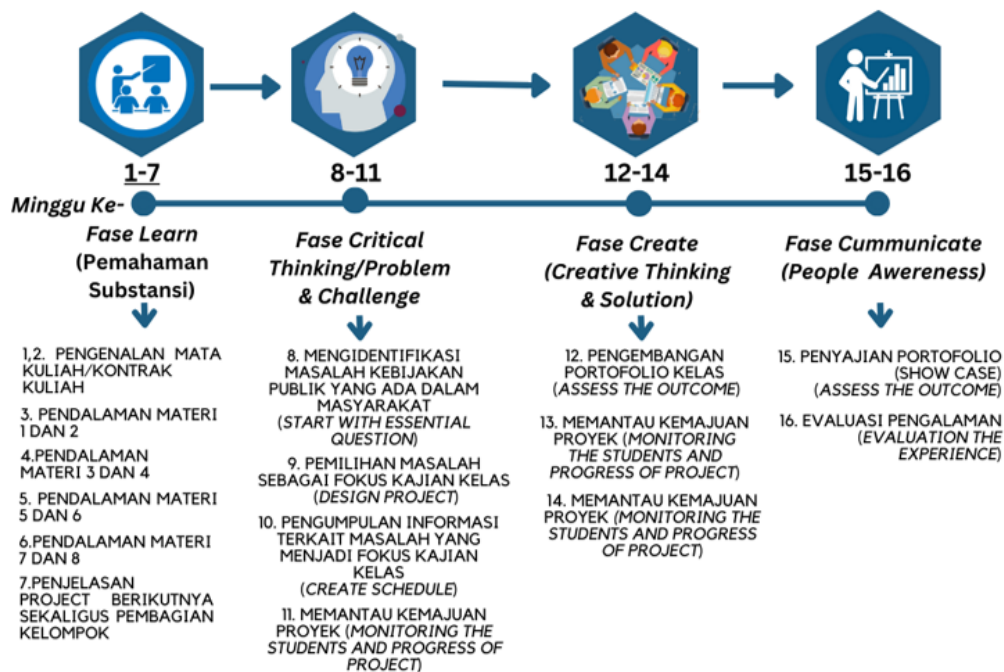 1-7
8-11
12-14
15-16
Minggu Ke-
Fase Learn
(Pemahaman
Substansi)
1,2. PENGENALAN MATA
KULIAH/KONTRAK
KULIAH
3. PENDALAMAN MATERI
1 DAN 2
4.PENDALAMAN
MATERI 3 DAN 4
5. PENDALAMAN MATERI
5 DAN 6
6.PENDALAMAN MATERI
7 DAN 8
7.PENJELASAN
PROJECT BERIKUTNYA
SEKALIGUS PEMBAGIAN
KELOMPOK
Fase Critical
Thinking/Problem
& Challenge
8. MENGIDENTIFIKASI
MASALAH KEBIJAKAN
PUBLIK YANG ADA DALAM
MASYARAKAT
(START WITH ESSENTIAL
QUESTION)
9. PEMILIHAN MASALAH
SEBAGAI FOKUS KAJIAN KELAS
(DESIGN PROJECT)
10. PENGUMPULAN INFORMASI
TERKAIT MASALAH YANG
MENJADI FOKUS KAJIAN
KELAS
(CREATE SCHEDULE)
11. MEMANTAU KEMAJUAN
PROYEK (MONITORING THE
STUDENTS AND PROGRESS OF
PROJECT)
Fase Create
(Creative Thinking
& Solution)
12. PENGEMBANGAN
PORTOFOLIO KELAS
(ASSESS THE OUTCOME)
13. MEMANTAU KEMAJUAN
PROYEK (MONITORING
THE STUDENTS AND
PROGRESS OF PROJECT)
14. MEMANTAU KEMAJUAN
PROYEK (MONITORING THE
STUDENTS AND PROGRESS
OF PROJECT)
Fase Cummunicate
(People Awereness)
15. PENYAJIAN PORTOFOLIO
(SHOW CASE)
(ASSESS THE OUTCOME)
16. EVALUASI PENGALAMAN
(EVALUATION THE
EXPERIENCE)